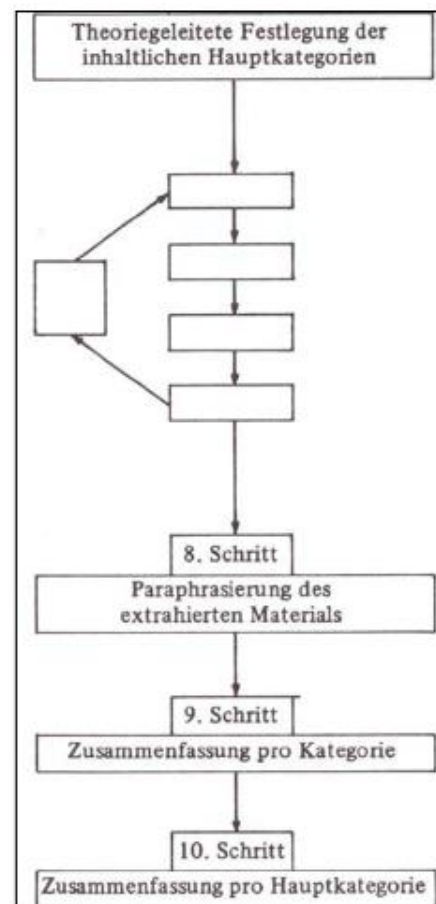 Theoriegeleitete Festlegung der
inhaltlichen Hauptkategorien
8. Schritt
Paraphrasierung des
extrahierten Materials
9. Schritt
Zusammenfassung pro Kategorie
10. Schritt
Zusammenfassung pro Hauptkategorie